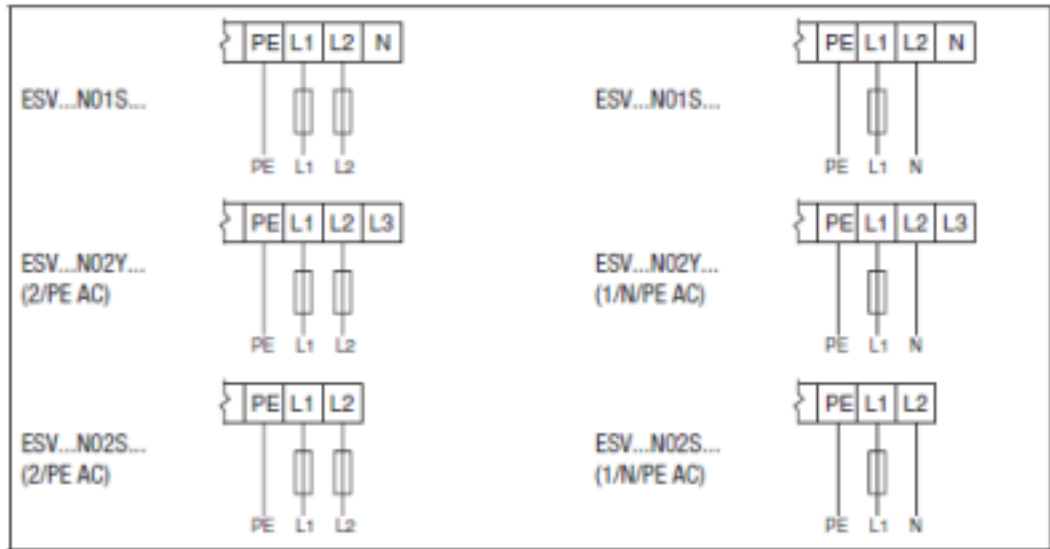 PE L1 L2 N
ESV...N01S...
PE L1 L2
PE L1 L2 N
ESV...N01S...
PE L1 N
PE L1 L2 L3
ESV...N02Y...
(2/PE AC)
PE L1 L2
PE L1 L2 L3
ESV...N02Y...
(1/N/PE AC)
PE L1 N
PE L1 L2
ESV...N02S...
(2/PE AC)
PE L1 L2
PE L1 L2
ESV...N02S...
(1/N/PE AC)
PE L1 N